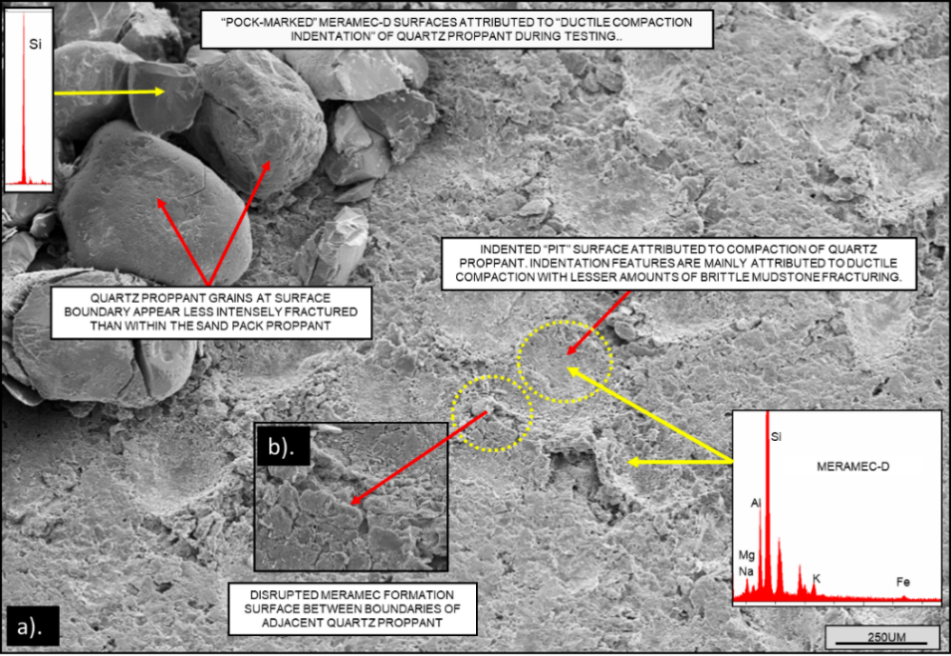 "POCK-MARKED" MERAMEC-D SURFACES ATTRIBUTED TO "DUCTILE COMPACTION
INDENTATION" OF QUARTZ PROPPANT DURING TESTING..
Si
INDENTED "PIT" SURFACE ATTRIBUTED TO COMPACTION OF QUARTZ
PROPPANT. INDENTATION FEATURES ARE MAINLY ATTRIBUTED TO DUCTILE
COMPACTION WITH LESSER AMOUNTS OF BRITTLE MUDSTONE FRACTURING.
QUARTZ PROPPANT GRAINS AT SURFACE
BOUNDARY APPEAR LESS INTENSELY FRACTURED
THAN WITHIN THE SAND PACK PROPPANT
b).
Si
MERAMEC-D
Al
Mg
Na
K
Fe
DISRUPTED MERAMEC FORMATION
SURFACE BETWEEN BOUNDARIES OF
ADJACENT QUARTZ PROPPANT
a).
250UM